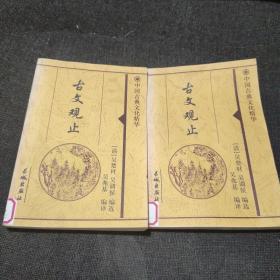 中国古典文化精华
古文观止
[清]吴楚材 吴调侯 编选
吴兆基 编译
长城出版社
中国古典文化精华
古文观止
[清]吴楚材 吴调侯 编选
吴兆基 编译
长城出版社